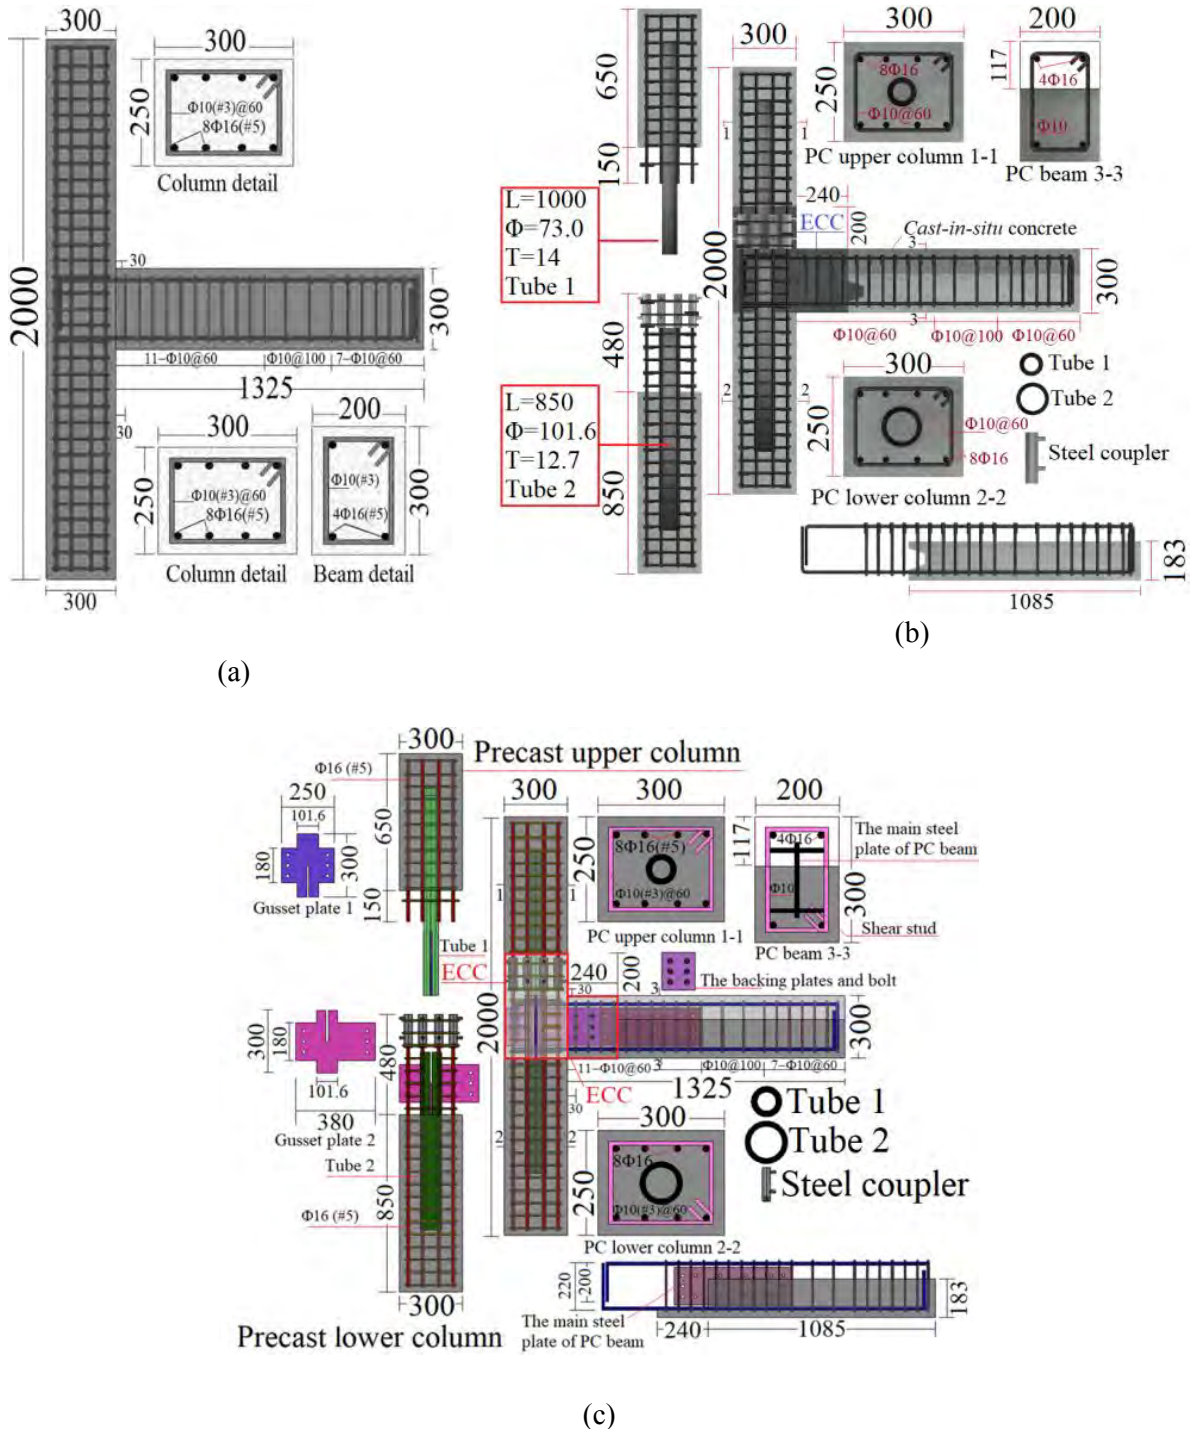 300
300
250
Φ10(#3)@60
8Φ16(#5)
Column detail
2000
30
300
11-Φ10@60
Φ10@100
7-Φ10@60
1325
30
300
200
250
Φ10(#3)@60
8Φ16(#5)
Φ10(#3)
4Φ16(#5)
300
Column detail
Beam detail
300
(a)
650
150
L=1000
Φ=73.0
T=14
Tube 1
480
L=850
Φ=101.6
T=12.7
Tube 2
850
300
2000
1
1
240
ECC
200
Cast-in-situ concrete
3
3
300
Φ10@60
Φ10@100
Φ10@60
2
2
300
250
8Φ16
Φ10@60
PC upper column 1-1
200
117
4Φ16
Φ10
PC beam 3-3
300
250
Φ10@60
8Φ16
PC lower column 2-2
Tube 1
Tube 2
Steel coupler
183
1085
(b)
300
Precast upper column
Φ16 (#5)
250
101.6
180
300
Gusset plate 1
650
150
Tube 1
ECC
300
2000
1
1
240
200
30
3
300
11-Φ10@60
3
Φ10@100
7-Φ10@60
ECC
1325
30
2
2
300
250
8Φ16(#5)
Φ10(#3)@60
PC upper column 1-1
200
117
4Φ16
Φ10
300
The main steel
plate of PC beam
Shear stud
PC beam 3-3
The backing plates and bolt
300
180
101.6
380
Gusset plate 2
480
Tube 2
850
Φ16 (#5)
300
Precast lower column
300
250
8Φ16
Φ10(#3)@60
PC lower column 2-2
Tube 1
Tube 2
Steel coupler
220
200
183
The main steel
plate of PC beam
240
1085
(c)